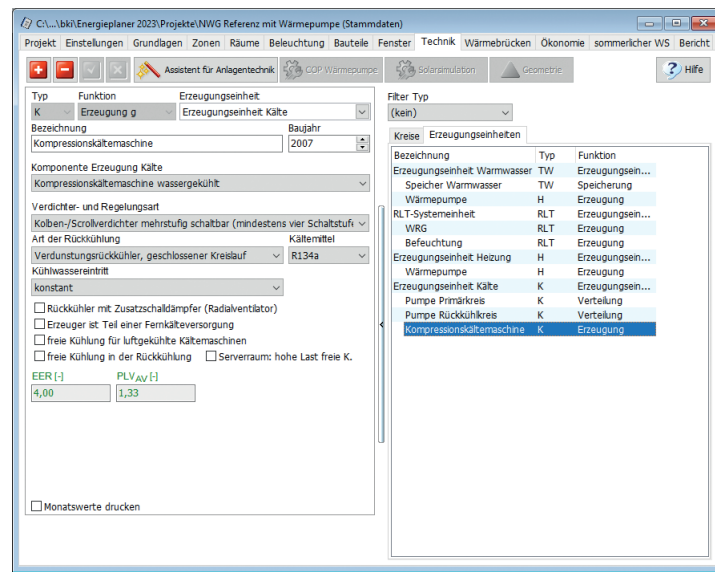 C:\...\bki\Energieplaner 2023\Projekte\NWG Referenz mit Wärmepumpe (Stammdaten)
Projekt Einstellungen Grundlagen Zonen Räume Beleuchtung Bauteile Fenster Technik Wärmebrücken Ökonomie sommerlicher WS Bericht
Assistent für Anlagentechnik COP Wärmepumpe Solarsimulation Geometrie Hilfe
Typ Funktion Erzeugungseinheit
K Erzeugung g Erzeugungseinheit Kälte
Bezeichnung Baujahr
Kompressionskältemaschine 2007
Komponente Erzeugung Kälte
Kompressionskältemaschine wassergekühlt
Verdichter- und Regelungsart
Kolben-/Scrollverdichter mehrstufig schaltbar (mindestens vier Schaltstufe
Art der Rückkühlung Kältemittel
Verdunstungsrückkühler, geschlossener Kreislauf R134a
Kühlwassereintritt
konstant
Rückkühler mit Zusatzschalldämpfer (Radialventilator)
Erzeuger ist Teil einer Fernkälteversorgung
freie Kühlung für luftgekühlte Kältemaschinen
freie Kühlung in der Rückkühlung Serverraum: hohe Last freie K.
EER [-] PLVAV [-]
4,00 1,33
Monatswerte drucken
Filter Typ
(kein)
Kreise Erzeugungseinheiten
Bezeichnung Typ Funktion
Erzeugungseinheit Warmwasser TW Erzeugungsein...
Speicher Warmwasser TW Speicherung
Wärmepumpe H Erzeugung
RLT-Systemeinheit RLT Erzeugungsein...
WRG RLT Erzeugung
Befeuchtung RLT Erzeugung
Erzeugungseinheit Heizung H Erzeugungsein...
Wärmepumpe H Erzeugung
Erzeugungseinheit Kälte K Erzeugungsein...
Pumpe Primärkreis K Verteilung
Pumpe Rückkühlkreis K Verteilung
Kompressionskältemaschine K Erzeugung